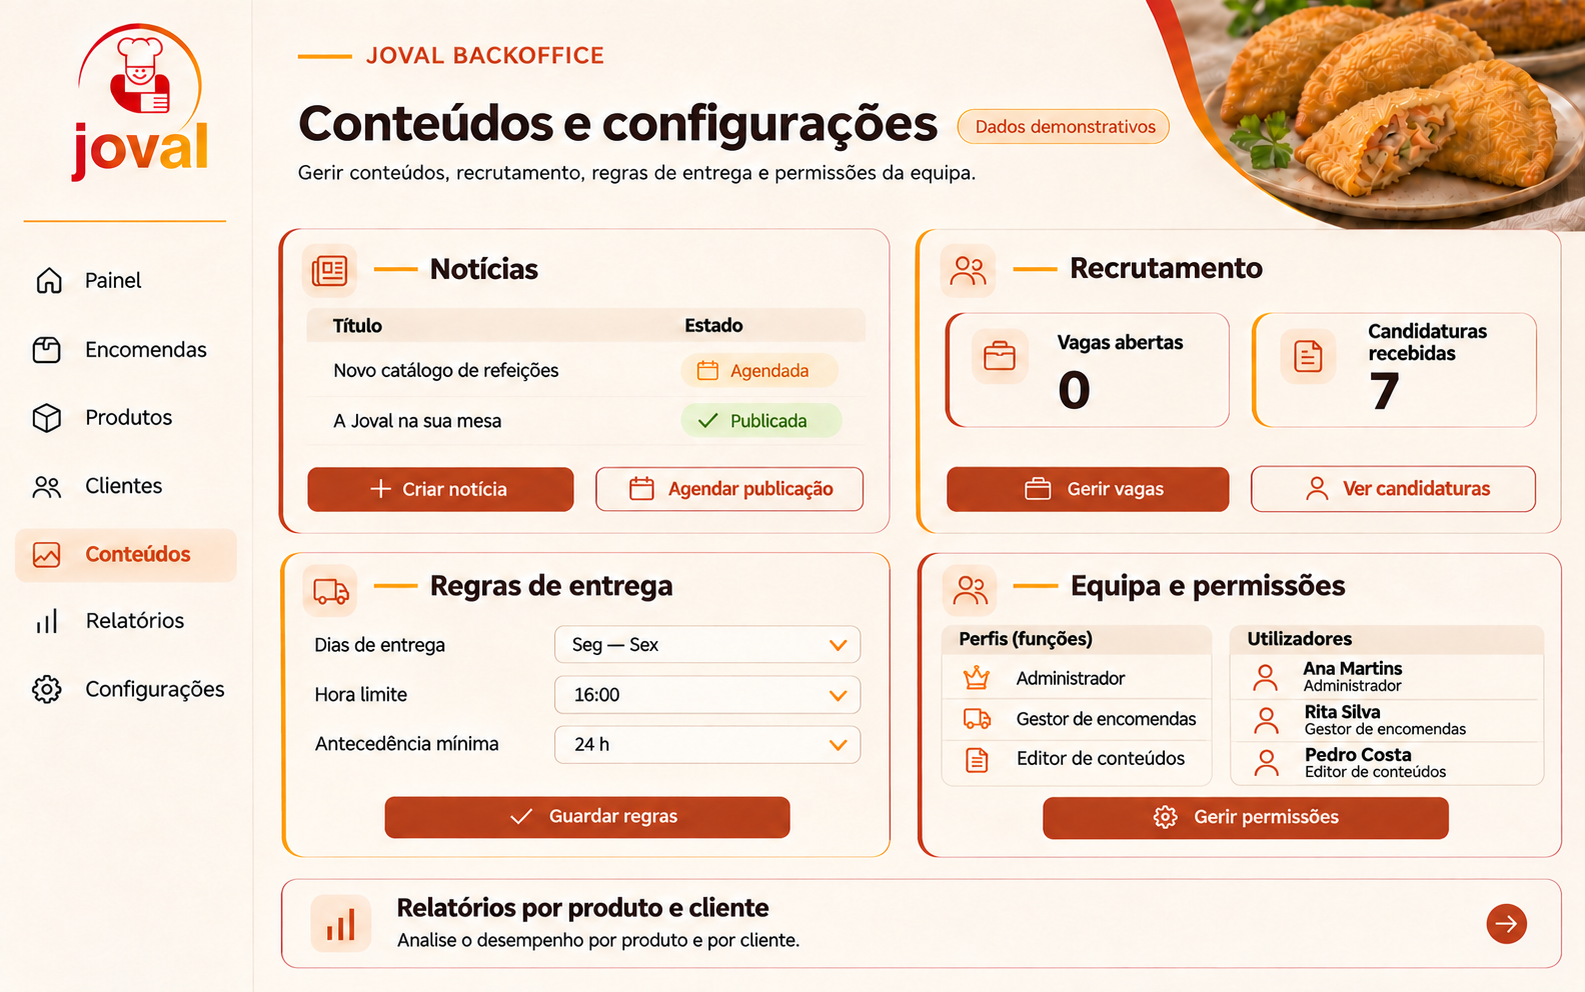 joval
Painel
Encomendas
Produtos
Clientes
Conteúdos
Relatórios
Configurações
JOVAL BACKOFFICE
Conteúdos e configurações
Dados demonstrativos
Gerir conteúdos, recrutamento, regras de entrega e permissões da equipa.
Notícias
Título Estado
Novo catálogo de refeições Agendada
A Joval na sua mesa Publicada
Criar notícia Agendar publicação
Recrutamento
Vagas abertas
0
Candidaturas
recebidas
7
Gerir vagas Ver candidaturas
Regras de entrega
Dias de entrega Seg — Sex
Hora limite 16:00
Antecedência mínima 24 h
Guardar regras
Equipa e permissões
Perfis (funções)
Administrador
Gestor de encomendas
Editor de conteúdos
Utilizadores
Ana Martins
Administrador
Rita Silva
Gestor de encomendas
Pedro Costa
Editor de conteúdos
Gerir permissões
Relatórios por produto e cliente
Analise o desempenho por produto e por cliente.